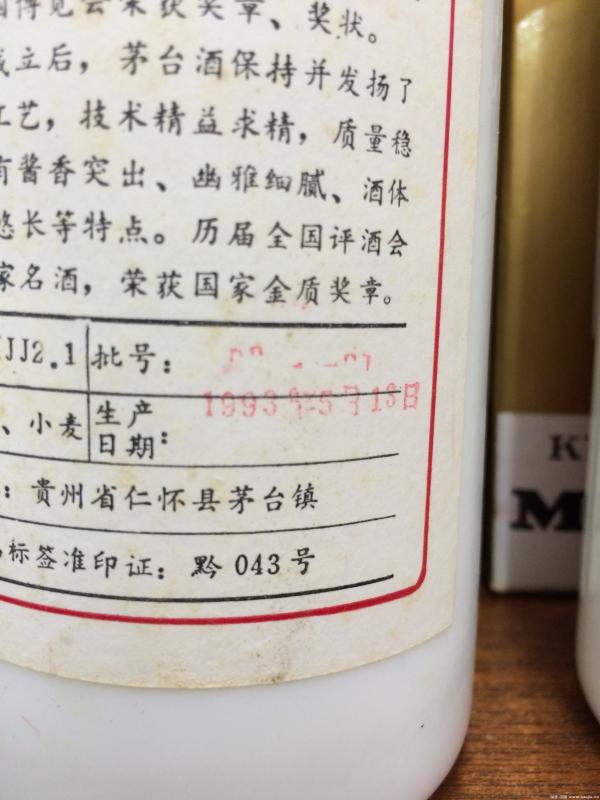 博览会荣获奖章、奖状。
成立后，茅台酒保持并发扬了
工艺，技术精益求精，质量稳
有酱香突出、幽雅细腻、酒体
悠长等特点。历届全国评酒会
家名酒，荣获国家金质奖章。
JJ2.1 批号：
、小麦 生产日期： 1993年5月18日
：贵州省仁怀县茅台镇
标签准印证：黔 043 号
K
M